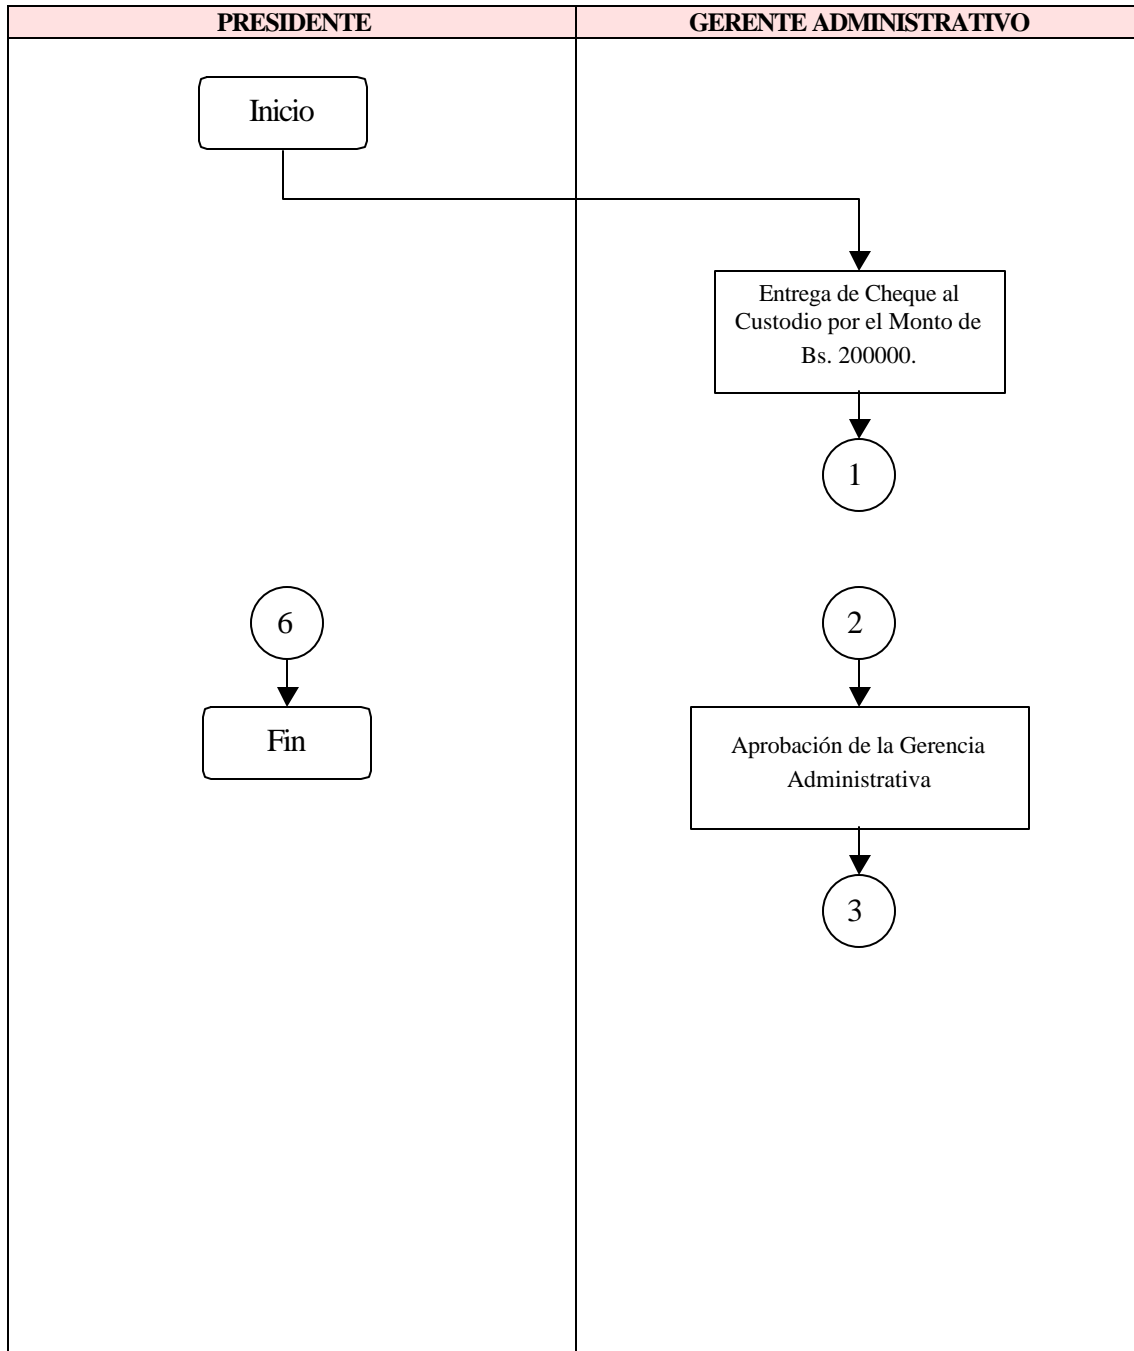 PRESIDENTE
GERENTE ADMINISTRATIVO
Inicio
Entrega de Cheque al
Custodio por el Monto de
Bs. 200000.
1
6
2
Fin
Aprobación de la Gerencia
Administrativa
3